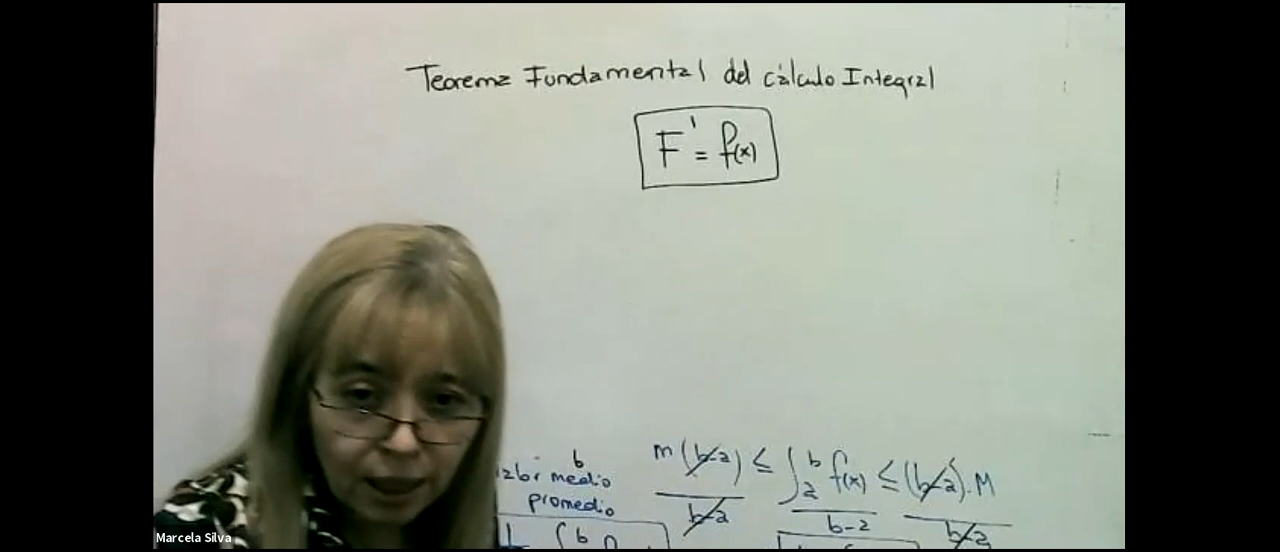 Teorema Fundamental del cálculo Integral
F' = f(x)
valor medio
promedio
m(b-a) ≤ ∫ₐᵇ f(x) ≤ (b-a).M
b-a b-a b-a
∫ b
Marcela Silva